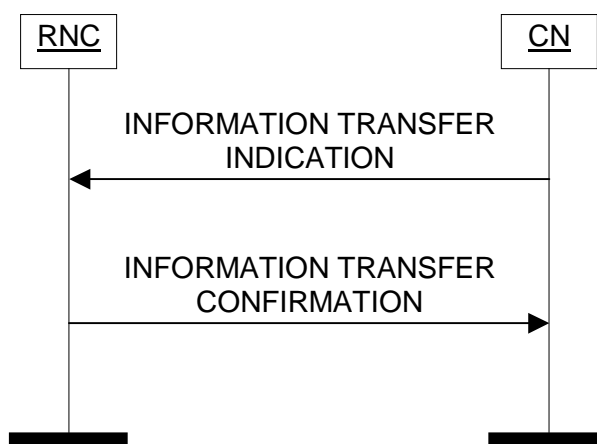 RNC
CN
INFORMATION TRANSFER
INDICATION
INFORMATION TRANSFER
CONFIRMATION